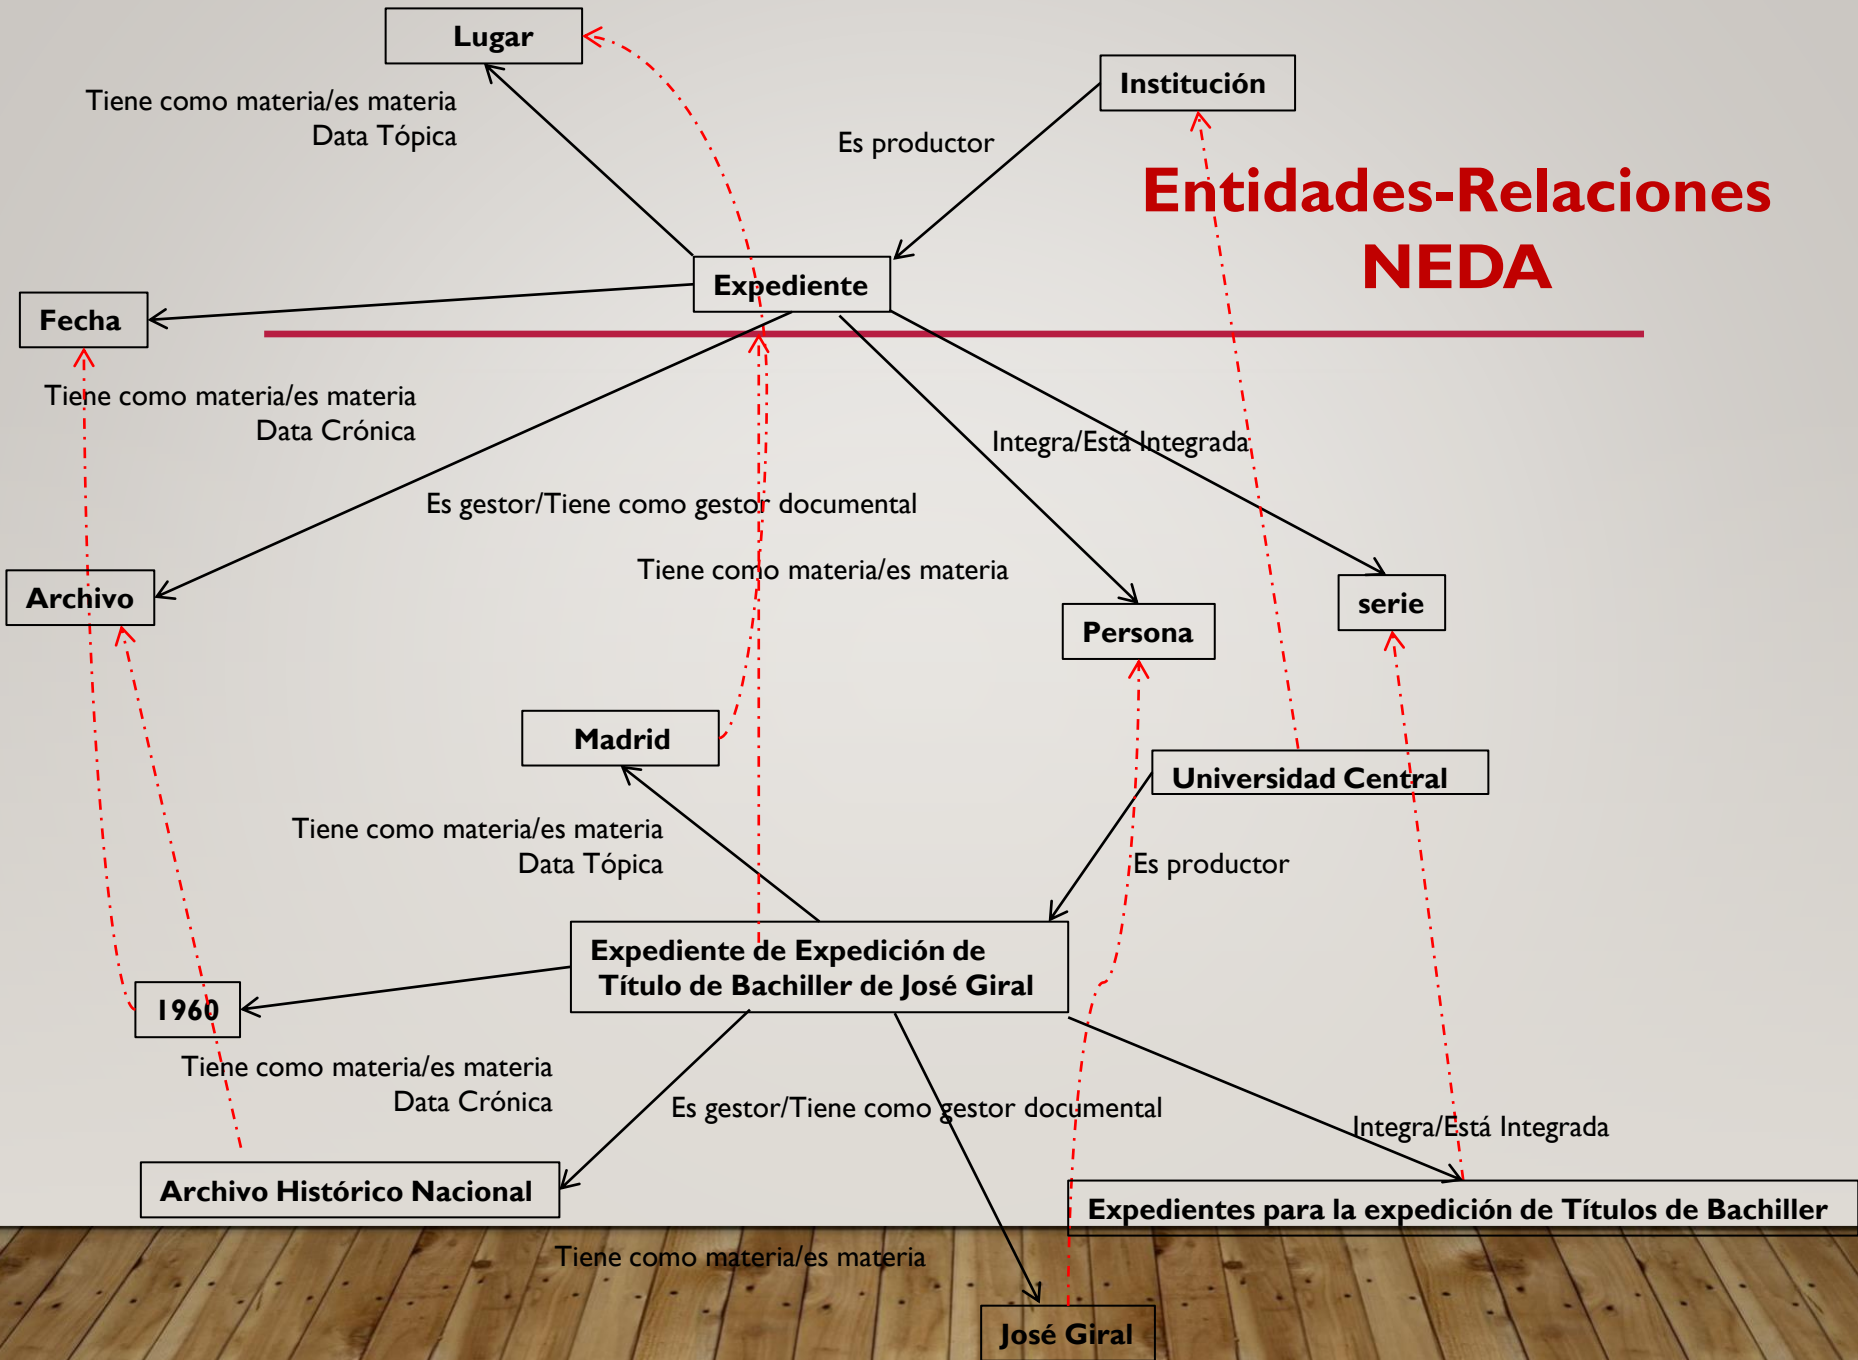 Lugar
Institución
Tiene como materia/es materia
Data Tópica
Es productor
Entidades-Relaciones
NEDA
Expediente
Fecha
Tiene como materia/es materia
Data Crónica
Integra/Está Integrada
Es gestor/Tiene como gestor documental
Tiene como materia/es materia
Archivo
serie
Persona
Madrid
Universidad Central
Tiene como materia/es materia
Data Tópica
Es productor
Expediente de Expedición de
Título de Bachiller de José Giral
1960
Tiene como materia/es materia
Data Crónica
Es gestor/Tiene como gestor documental
Integra/Está Integrada
Archivo Histórico Nacional
Expedientes para la expedición de Títulos de Bachiller
Tiene como materia/es materia
José Giral